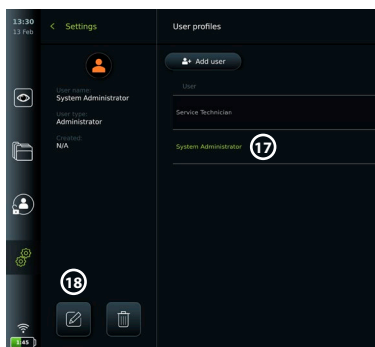 13:30
13 Feb
Settings
User profiles
Add user
User
User name:
System Administrator
User type:
Administrator
Created:
N/A
Service Technician
System Administrator
17
18
1:45